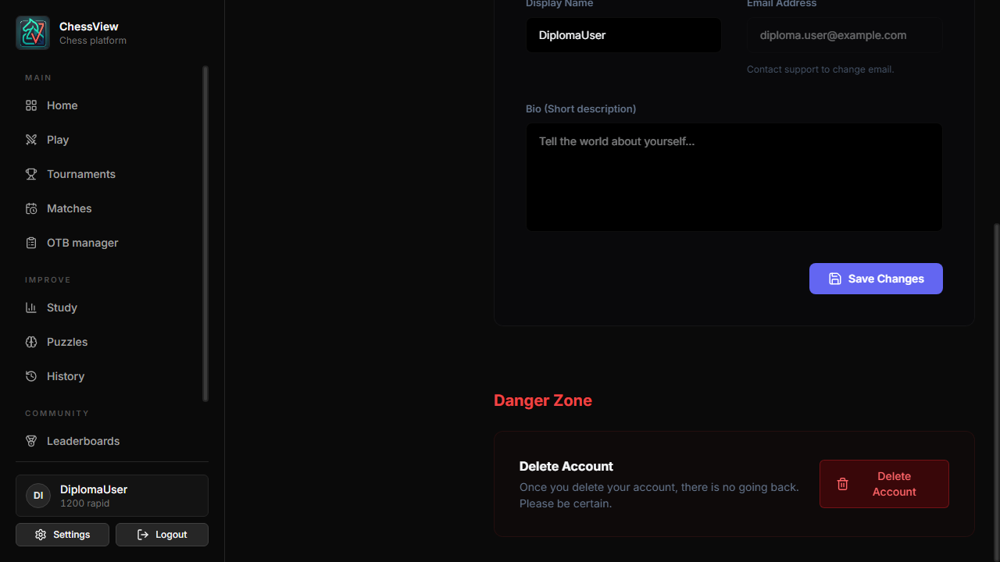 ChessView
Chess platform
MAIN
Home
Play
Tournaments
Matches
OTB manager
IMPROVE
Study
Puzzles
History
COMMUNITY
Leaderboards
DI
DiplomaUser
1200 rapid
Settings
Logout
Display Name
DiplomaUser
Email Address
diploma.user@example.com
Contact support to change email.
Bio (Short description)
Tell the world about yourself...
Save Changes
Danger Zone
Delete Account
Once you delete your account, there is no going back.
Please be certain.
Delete
Account